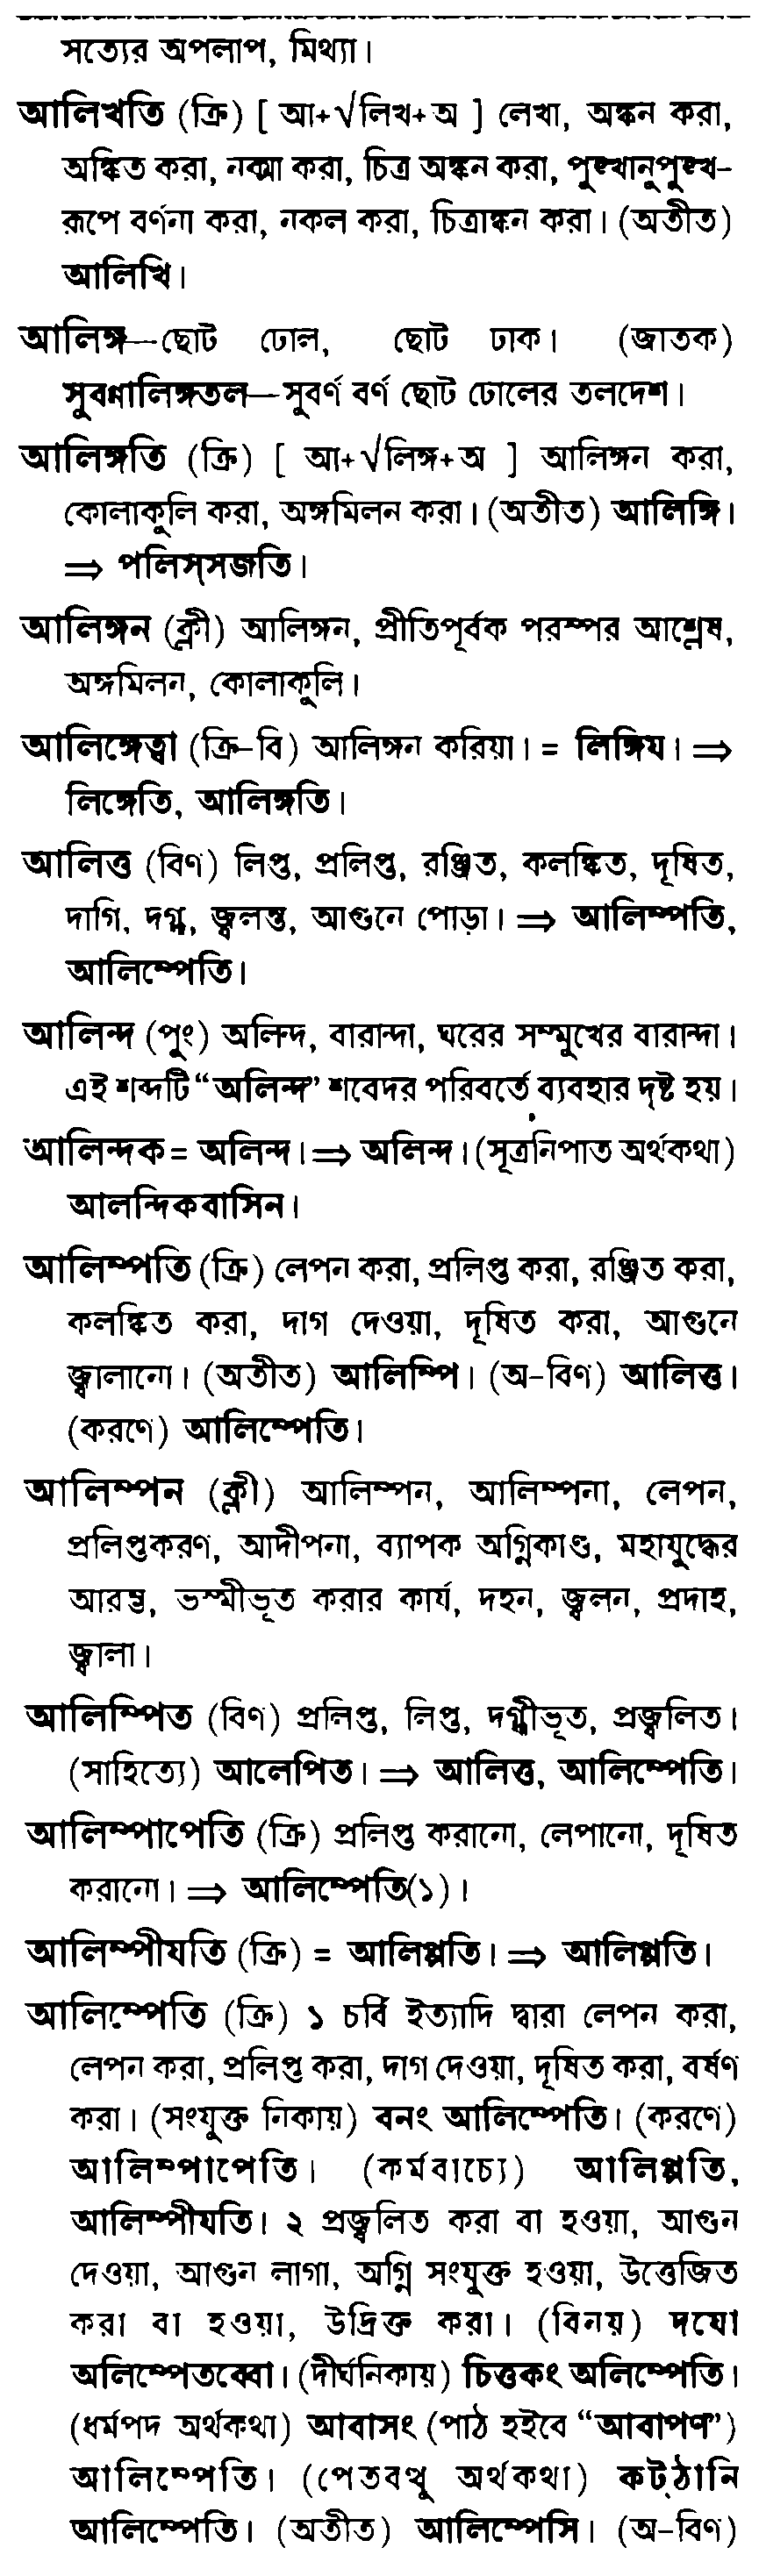 সত্যের অপলাপ, মিথ্যা।
আলিখতি (ক্রি) [ আ+√লিখ+অ ] লেখা, অঙ্কন করা,
অঙ্কিত করা, নক্সা করা, চিত্র অঙ্কন করা, পুঙ্খানুপুঙ্খ-
রূপে বর্ণনা করা, নকল করা, চিত্রাঙ্কন করা। (অতীত)
আলিখি।
আলিঙ্গ—ছোট ঢোল, ছোট ঢাক। (জাতক)
সুবণ্ণালিঙ্গতল—সুবর্ণ বর্ণ ছোট ঢোলের তলদেশ।
আলিঙ্গতি (ক্রি) [ আ+√লিঙ্গ+অ ] আলিঙ্গন করা,
কোলাকুলি করা, অঙ্গমিলন করা। (অতীত) আলিঙ্গি।
⇒ পলিস্সজতি।
আলিঙ্গন (ক্লী) আলিঙ্গন, প্রীতিপূর্বক পরস্পর আশ্লেষ,
অঙ্গমিলন, কোলাকুলি।
আলিঙ্গেত্বা (ক্রি-বি) আলিঙ্গন করিয়া। = লিঙ্গিয। ⇒
লিঙ্গেতি, আলিঙ্গতি।
আলিত্ত (বিণ) লিপ্ত, প্রলিপ্ত, রঞ্জিত, কলঙ্কিত, দূষিত,
দাগি, দগ্ধ, জ্বলন্ত, আগুনে পোড়া। ⇒ আলিম্পতি,
আলিম্পেতি।
আলিন্দ (পুং) অলিন্দ, বারান্দা, ঘরের সম্মুখের বারান্দা।
এই শব্দটি “অলিন্দ” শবেদর পরিবর্তে ব্যবহার দৃষ্ট হয়।
আলিন্দক = অলিন্দ। ⇒ অলিন্দ। (সূত্রনিপাত অর্থকথা)
আলন্দিকবাসিন।
আলিম্পতি (ক্রি) লেপন করা, প্রলিপ্ত করা, রঞ্জিত করা,
কলঙ্কিত করা, দাগ দেওয়া, দূষিত করা, আগুনে
জ্বালানো। (অতীত) আলিম্পি। (অ-বিণ) আলিত্ত।
(করণে) আলিম্পেতি।
আলিম্পন (ক্লী) আলিম্পন, আলিম্পনা, লেপন,
প্রলিপ্তকরণ, আদীপনা, ব্যাপক অগ্নিকাণ্ড, মহাযুদ্ধের
আরম্ভ, ভস্মীভূত করার কার্য, দহন, জ্বলন, প্রদাহ,
জ্বালা।
আলিম্পিত (বিণ) প্রলিপ্ত, লিপ্ত, দগ্ধীভূত, প্রজ্বলিত।
(সাহিত্যে) আলেপিত। ⇒ আলিত্ত, আলিম্পেতি।
আলিম্পাপেতি (ক্রি) প্রলিপ্ত করানো, লেপানো, দূষিত
করানো। ⇒ আলিম্পেতি(১)।
আলিম্পীযতি (ক্রি) = আলিপ্পতি। ⇒ আলিপ্পতি।
আলিম্পেতি (ক্রি) ১ চর্বি ইত্যাদি দ্বারা লেপন করা,
লেপন করা, প্রলিপ্ত করা, দাগ দেওয়া, দূষিত করা, বর্ষণ
করা। (সংযুক্ত নিকায়) বনং আলিম্পেতি। (করণে)
আলিম্পাপেতি। (কর্মবাচ্যে) আলিপ্পতি,
আলিম্পীযতি। ২ প্রজ্বলিত করা বা হওয়া, আগুন
দেওয়া, আগুন লাগা, অগ্নি সংযুক্ত হওয়া, উত্তেজিত
করা বা হওয়া, উদ্রিক্ত করা। (বিনয়) দযো
অলিম্পেতব্বো। (দীর্ঘনিকায়) চিত্তকং অলিম্পেতি।
(ধর্মপদ অর্থকথা) আবাসং (পাঠ হইবে “আবাপণ”)
আলিম্পেতি। (পেতবত্থু অর্থকথা) কট্ঠানি
আলিম্পেতি। (অতীত) আলিম্পেসি। (অ-বিণ)